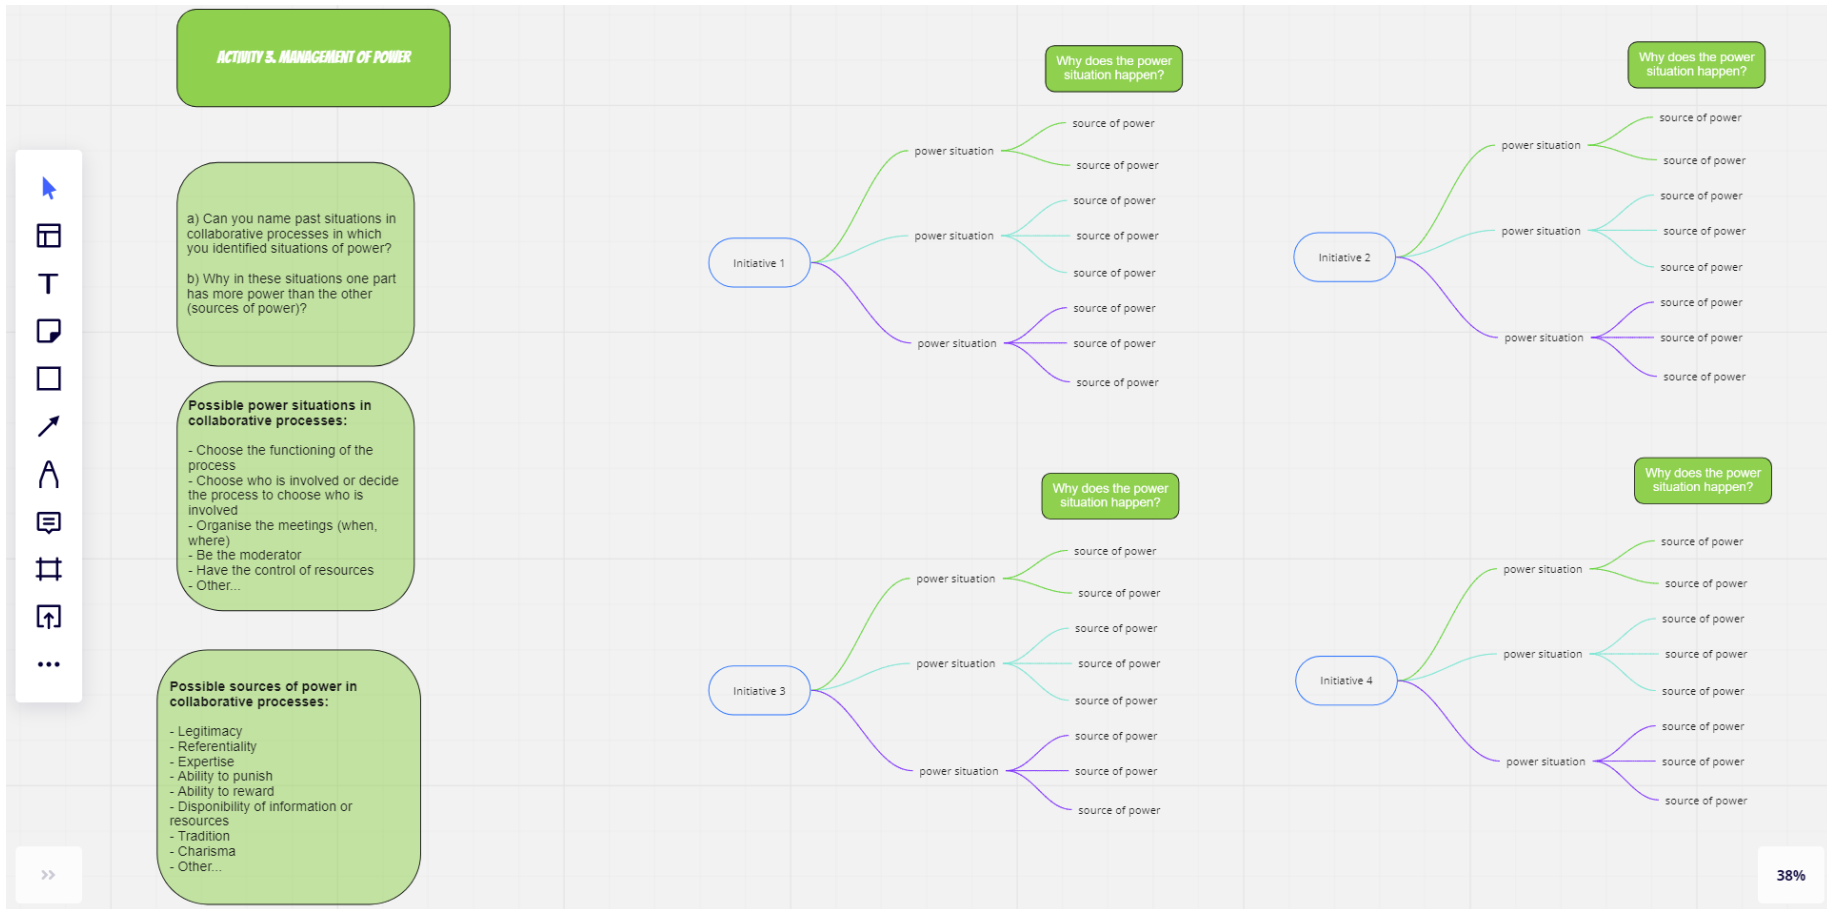 ACTIVITY 3. MANAGEMENT OF POWER
a) Can you name past situations in
collaborative processes in which
you identified situations of power?
b) Why in these situations one part
has more power than the other
(sources of power)?
Possible power situations in
collaborative processes:
- Choose the functioning of the
process
- Choose who is involved or decide
the process to choose who is
involved
- Organise the meetings (when,
where)
- Be the moderator
- Have the control of resources
- Other...
Possible sources of power in
collaborative processes:
- Legitimacy
- Referentiality
- Expertise
- Ability to punish
- Ability to reward
- Disponibility of information or
resources
- Tradition
- Charisma
- Other...
Why does the power
situation happen?
Initiative 1
power situation
source of power
source of power
power situation
source of power
source of power
source of power
power situation
source of power
source of power
source of power
Why does the power
situation happen?
Initiative 2
power situation
source of power
source of power
power situation
source of power
source of power
source of power
power situation
source of power
source of power
source of power
Why does the power
situation happen?
Initiative 3
power situation
source of power
source of power
power situation
source of power
source of power
source of power
power situation
source of power
source of power
source of power
Why does the power
situation happen?
Initiative 4
power situation
source of power
source of power
power situation
source of power
source of power
source of power
power situation
source of power
source of power
source of power
38%